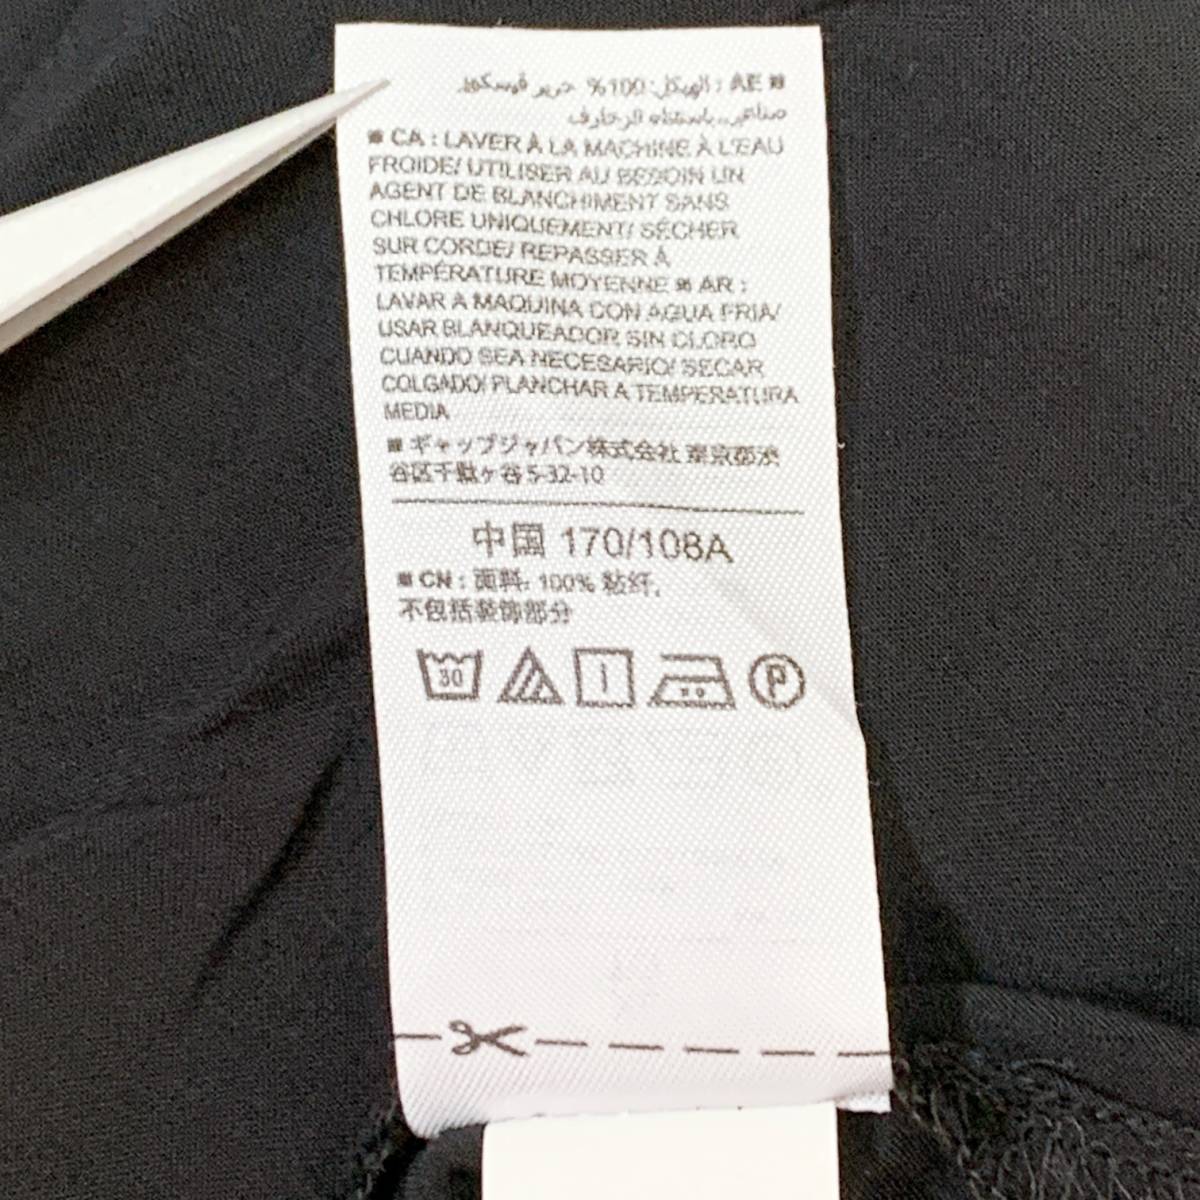 ■ AE : الهيكل: 100% حرير فيسكوز
صناعي، باستثناء الزخارف
■ CA : LAVER À LA MACHINE À L'EAU
FROIDE/ UTILISER AU BESOIN UN
AGENT DE BLANCHIMENT SANS
CHLORE UNIQUEMENT/ SÉCHER
SUR CORDE/ REPASSER À
TEMPÉRATURE MOYENNE ■ AR :
LAVAR A MAQUINA CON AGUA FRIA/
USAR BLANQUEADOR SIN CLORO
CUANDO SEA NECESARIO/ SECAR
COLGADO/ PLANCHAR A TEMPERATURA
MEDIA
■ ギャップジャパン株式会社 東京都渋
谷区千駄ヶ谷 5-32-10
中国 170/108A
■ CN : 面料: 100% 粘纤,
不包括装饰部分
30 P